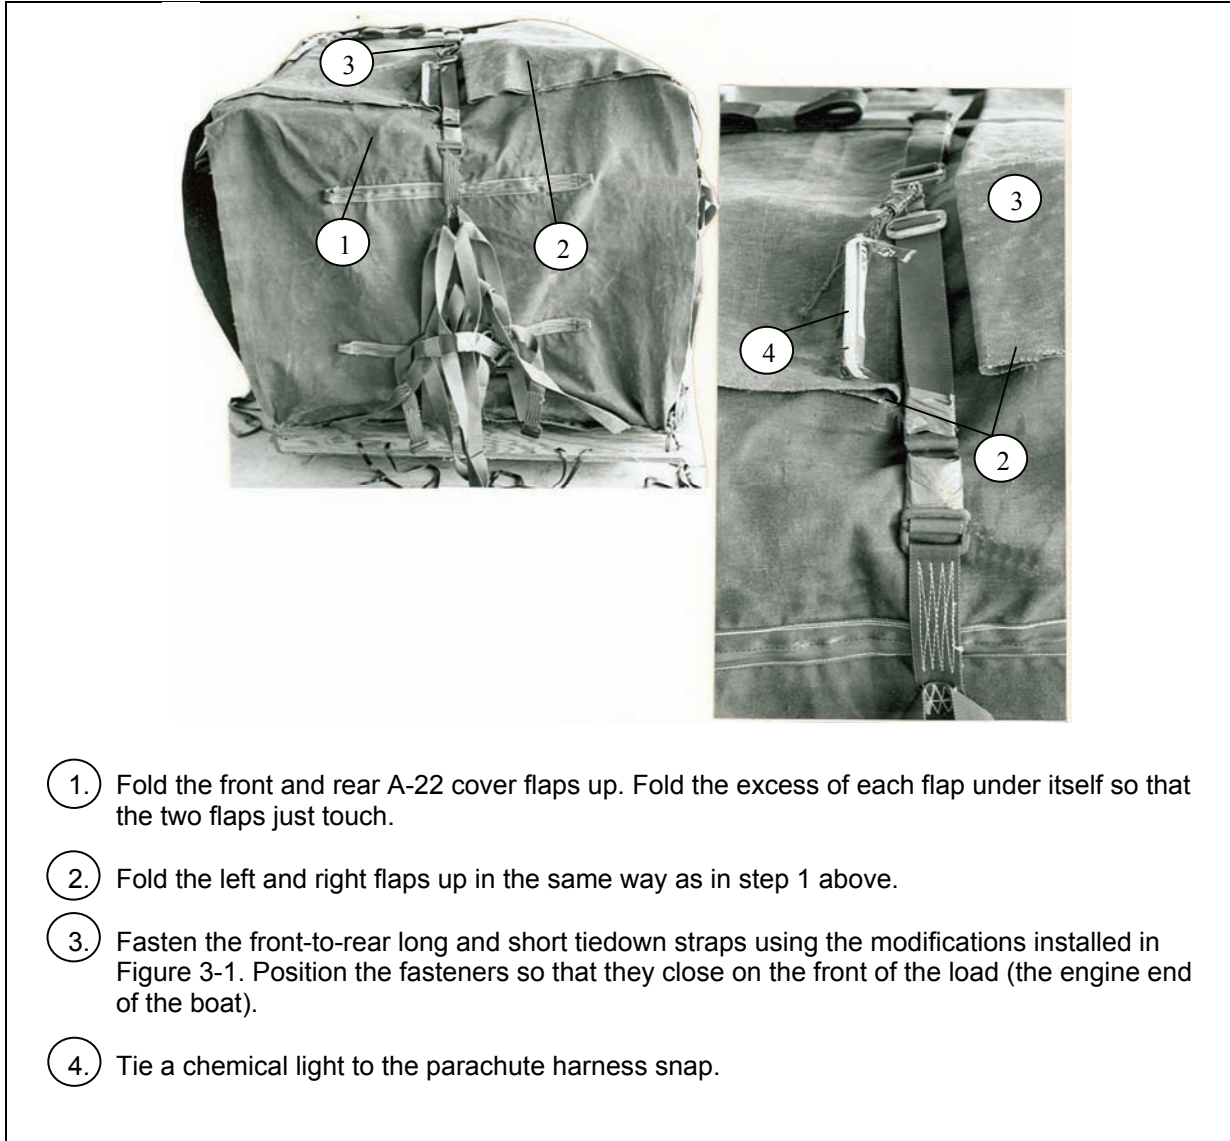 3
1
2
3
4
2
1. Fold the front and rear A-22 cover flaps up. Fold the excess of each flap under itself so that
the two flaps just touch.
2. Fold the left and right flaps up in the same way as in step 1 above.
3. Fasten the front-to-rear long and short tiedown straps using the modifications installed in
Figure 3-1. Position the fasteners so that they close on the front of the load (the engine end
of the boat).
4. Tie a chemical light to the parachute harness snap.